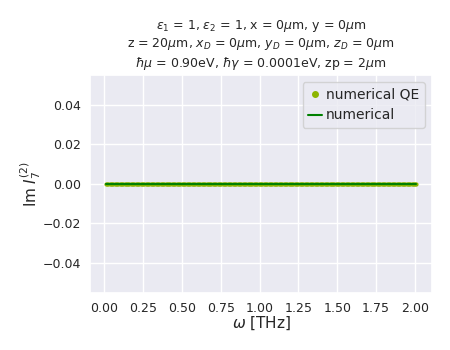 ε₁ = 1, ε₂ = 1, x = 0μm, y = 0μm
z = 20μm, x_D = 0μm, y_D = 0μm, z_D = 0μm
ℏμ = 0.90eV, ℏγ = 0.0001eV, zp = 2μm
numerical QE
numerical
0.04
0.02
0.00
−0.02
−0.04
Im I₇⁽²⁾
0.00 0.25 0.50 0.75 1.00 1.25 1.50 1.75 2.00
ω [THz]